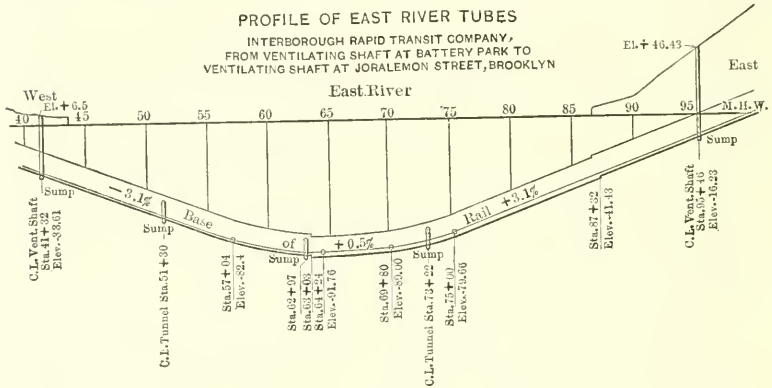 PROFILE OF EAST RIVER TUBES
INTERBOROUGH RAPID TRANSIT COMPANY,
FROM VENTILATING SHAFT AT BATTERY PARK TO
VENTILATING SHAFT AT JORALEMON STREET, BROOKLYN
El.+46.43
West
East
El.+6.5
East River
40 45 50 55 60 65 70 75 80 85 90 95 M.H.W.
Sump
Sump
-3.1%
Base
of
+0.5%
Rail +3.1%
Sump
Sump
Sump
C.L.Vent.Shaft
Sta.41+32
Elev.-33.61
C.L.Tunnel Sta.51+30
Sta.57+04
Elev.-82.4
Sta.62+97
Sta.63+03
Sta.64+24
Elev.-91.76
Sta.69+80
Elev.-89.00
C.L.Tunnel Sta.73+22
Sta.75+00
Elev.-79.66
Sta.87+32
Elev.-41.43
C.L.Vent.Shaft
Sta.95+46
Elev.-16.23